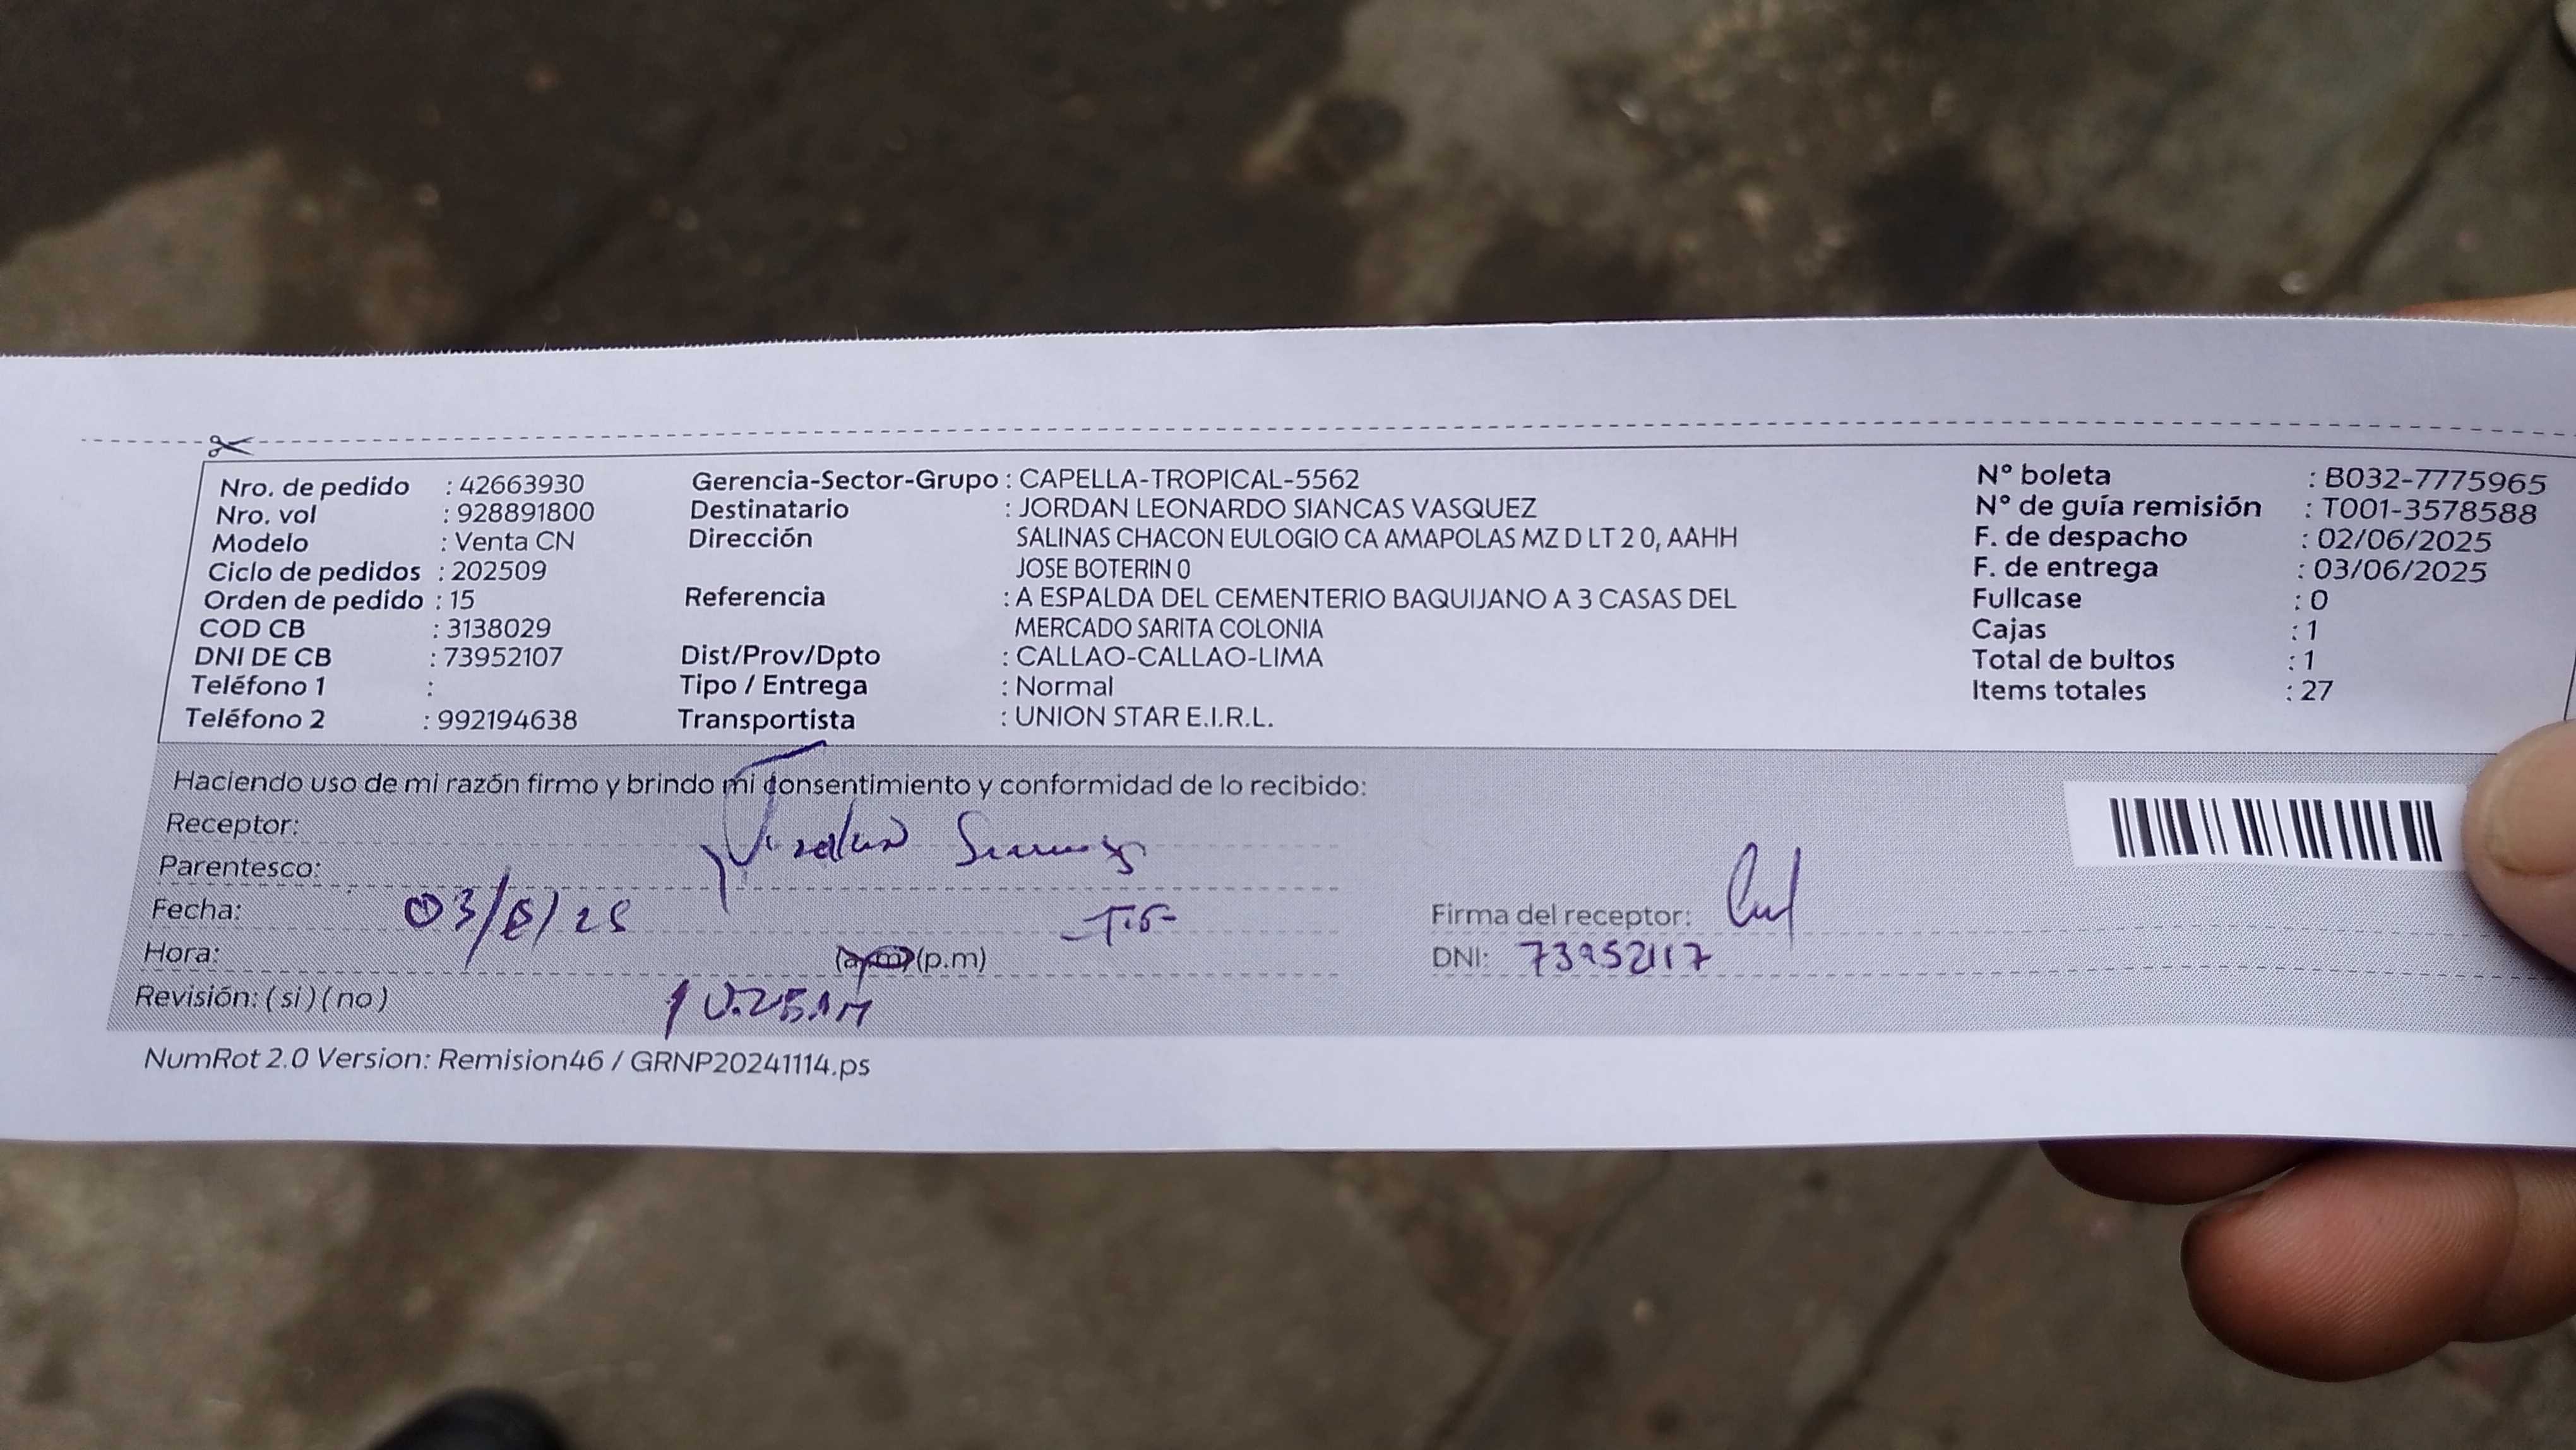 Nro. de pedido : 42663930
Nro. vol : 928891800
Modelo : Venta CN
Ciclo de pedidos : 202509
Orden de pedido : 15
COD CB : 3138029
DNI DE CB : 73952107
Teléfono 1 :
Teléfono 2 : 992194638
Gerencia-Sector-Grupo : CAPELLA-TROPICAL-5562
Destinatario : JORDAN LEONARDO SIANCAS VASQUEZ
Dirección SALINAS CHACON EULOGIO CA AMAPOLAS MZ D LT 2 0, AAHH
JOSE BOTERIN 0
Referencia : A ESPALDA DEL CEMENTERIO BAQUIJANO A 3 CASAS DEL
MERCADO SARITA COLONIA
Dist/Prov/Dpto : CALLAO-CALLAO-LIMA
Tipo / Entrega : Normal
Transportista : UNION STAR E.I.R.L.
N° boleta : B032-7775965
N° de guía remisión : T001-3578588
F. de despacho : 02/06/2025
F. de entrega : 03/06/2025
Fullcase : 0
Cajas : 1
Total de bultos : 1
Items totales : 27
Haciendo uso de mi razón firmo y brindo mi consentimiento y conformidad de lo recibido:
Receptor:
Parentesco:
Fecha: 03/6/25
Hora: (a.m) (p.m)
Revisión: (si) (no) 10:25AM
Firma del receptor:
DNI: 73952117
NumRot 2.0 Version: Remision46 / GRNP20241114.ps